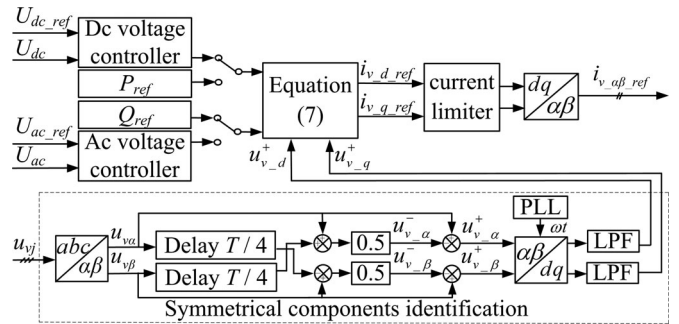 U_dc_ref
U_dc
Dc voltage
controller
P_ref
Q_ref
U_ac_ref
U_ac
Ac voltage
controller
Equation
(7)
i_v_d_ref
i_v_q_ref
current
limiter
dq
αβ
i_v_αβ_ref
u^+_v_d
u^+_v_q
PLL
ωt
u_vj
abc
αβ
u_vα
u_vβ
Delay T / 4
Delay T / 4
0.5
0.5
u^-_v_α
u^-_v_β
u^+_v_α
u^+_v_β
αβ
dq
LPF
LPF
Symmetrical components identification